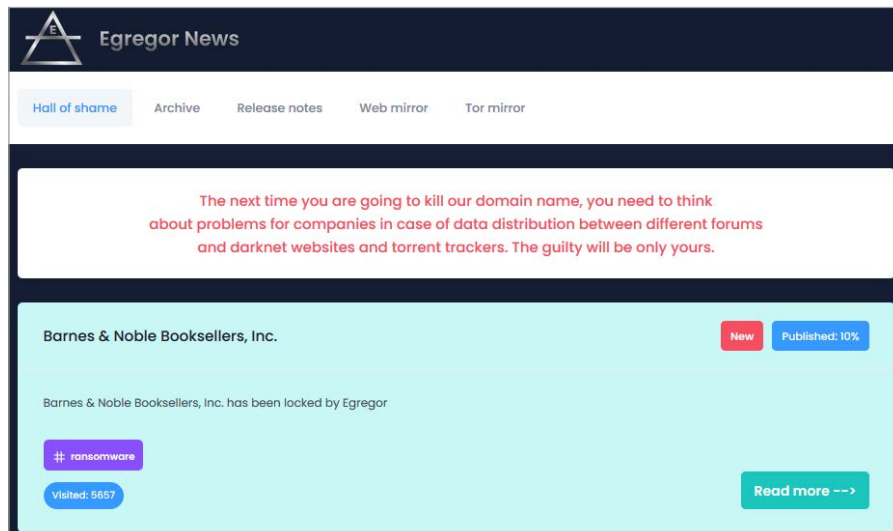 E
Egregor News
Hall of shame Archive Release notes Web mirror Tor mirror
The next time you are going to kill our domain name, you need to think
about problems for companies in case of data distribution between different forums
and darknet websites and torrent trackers. The guilty will be only yours.
Barnes & Noble Booksellers, Inc. New Published: 10%
Barnes & Noble Booksellers, Inc. has been locked by Egregor
# ransomware
Visited: 5657
Read more -->